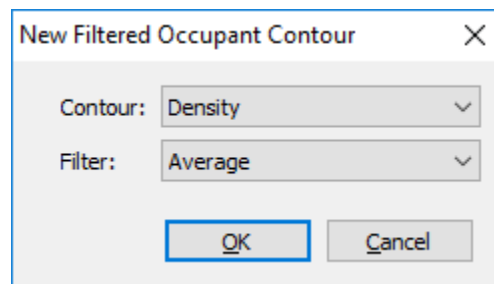 New Filtered Occupant Contour
Contour: Density
Filter: Average
OK Cancel